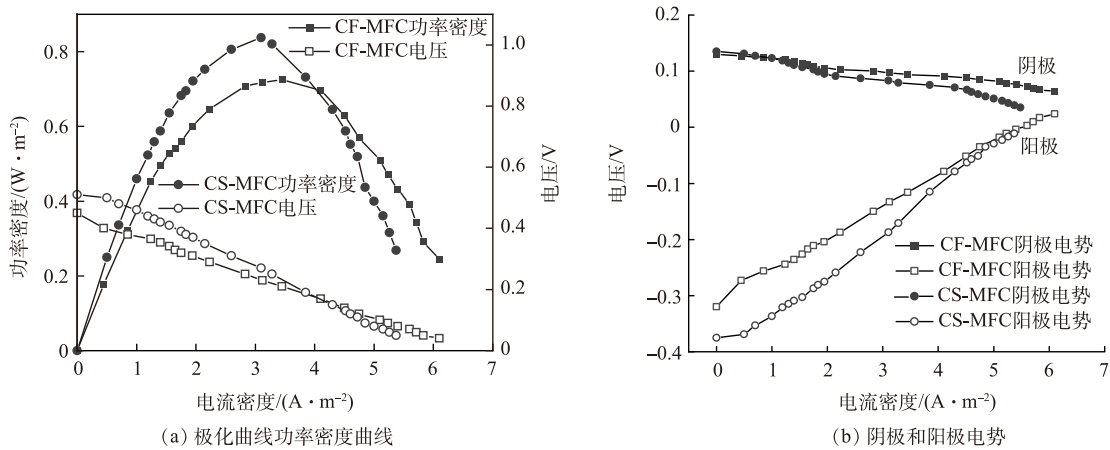 CF-MFC功率密度
CF-MFC电压
CS-MFC功率密度
CS-MFC电压
功率密度/(W·m⁻²)
0.8
0.6
0.4
0.2
0
电压/V
1.0
0.8
0.6
0.4
0.2
0
0 1 2 3 4 5 6 7
电流密度/(A·m⁻²)
(a) 极化曲线功率密度曲线
0.2
0.1
0
−0.1
−0.2
−0.3
−0.4
电压/V
阴极
阳极
CF-MFC阴极电势
CF-MFC阳极电势
CS-MFC阴极电势
CS-MFC阳极电势
0 1 2 3 4 5 6 7
电流密度/(A·m⁻²)
(b) 阴极和阳极电势